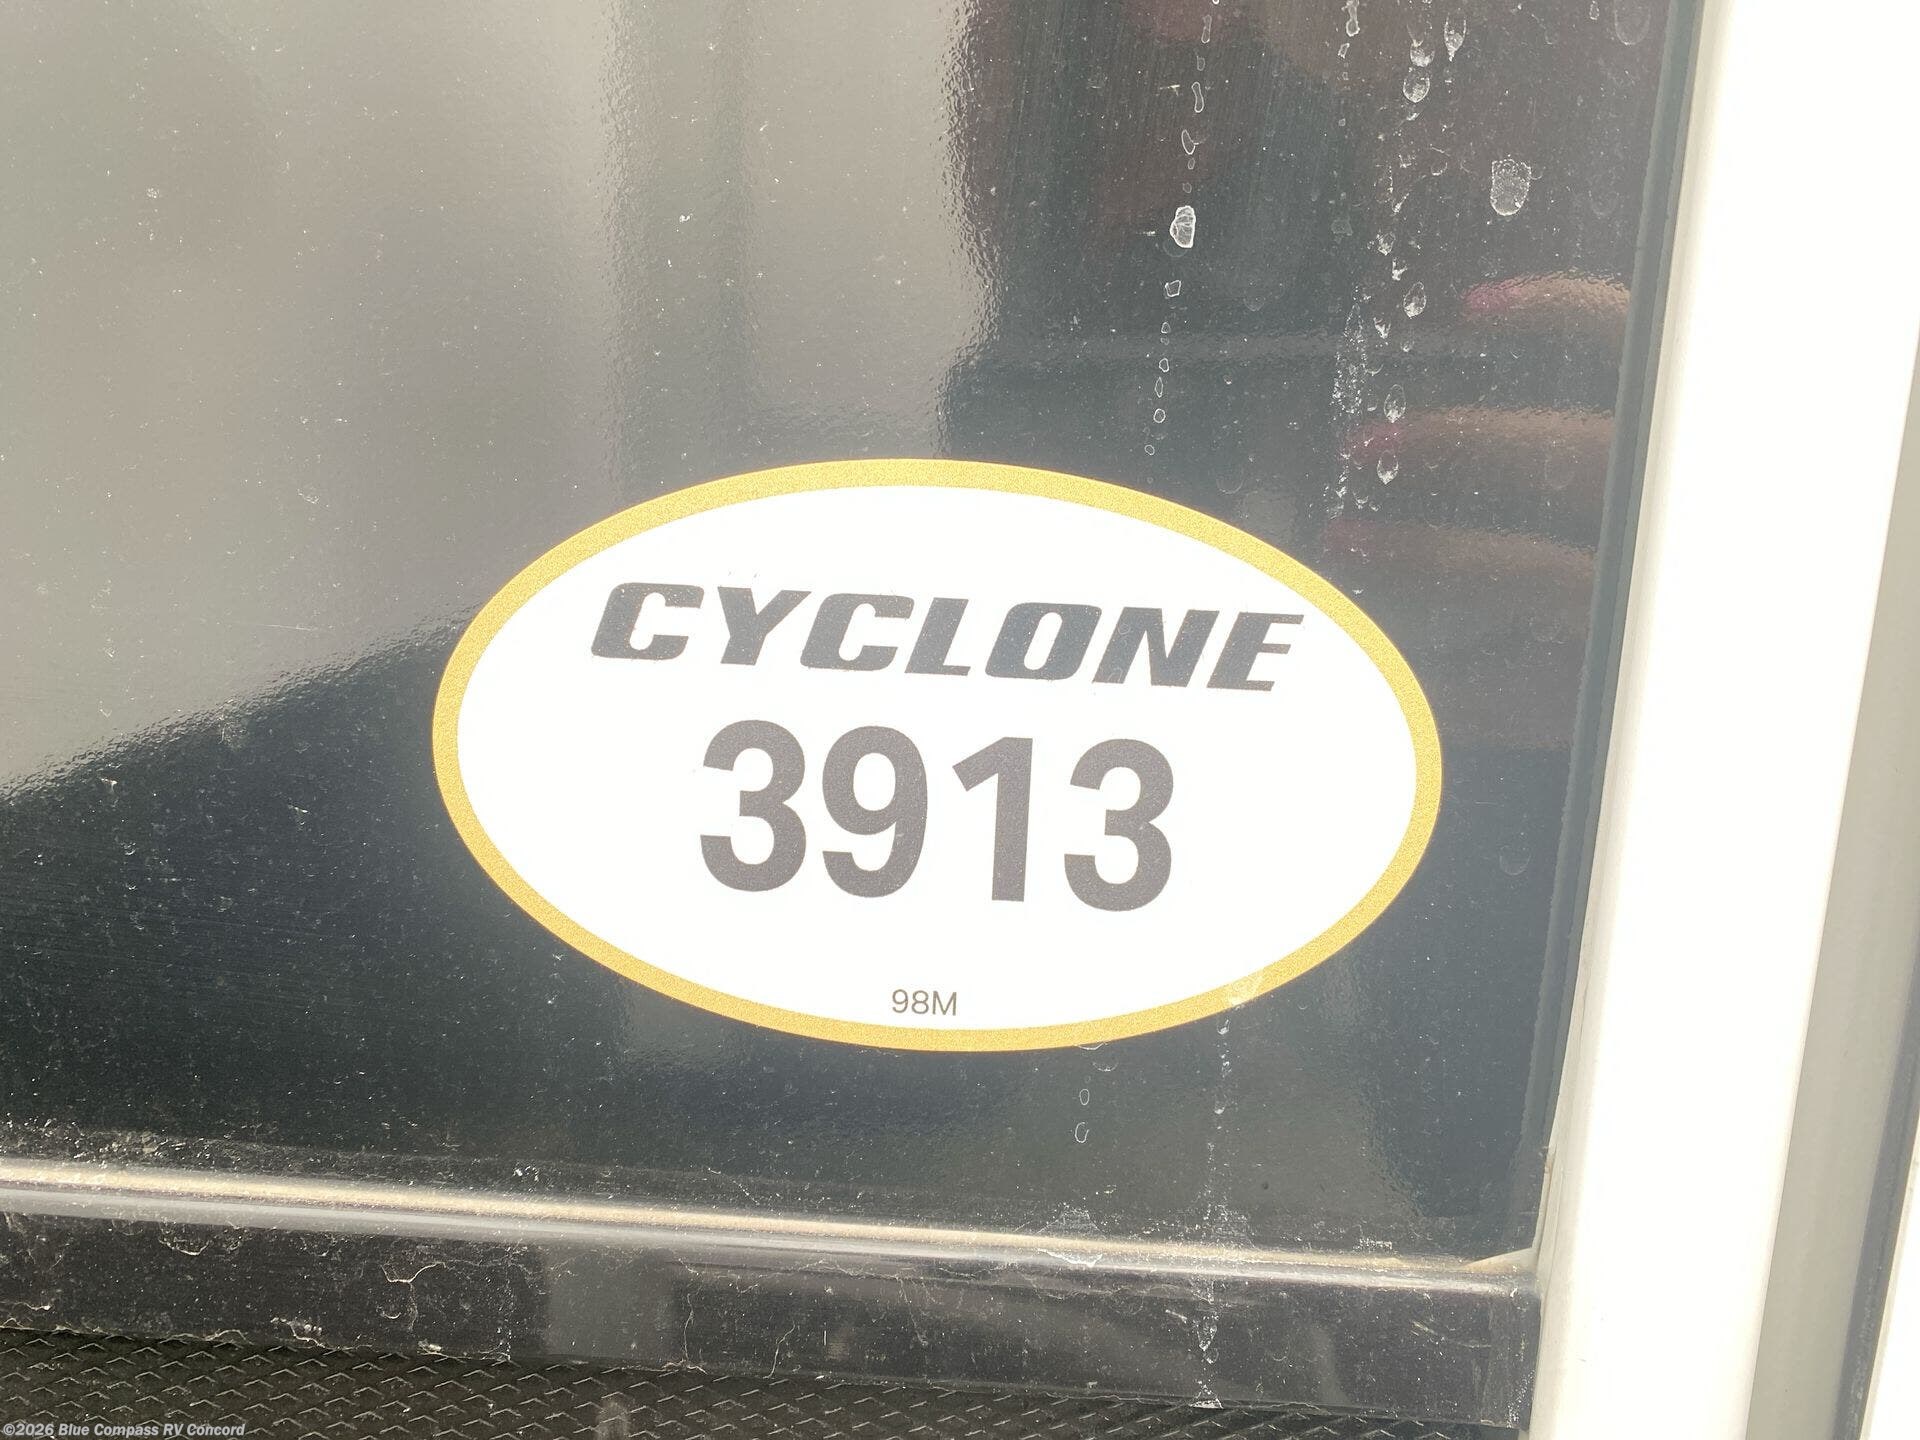 CYCLONE
3913
98M
©2026 Blue Compass RV Concord